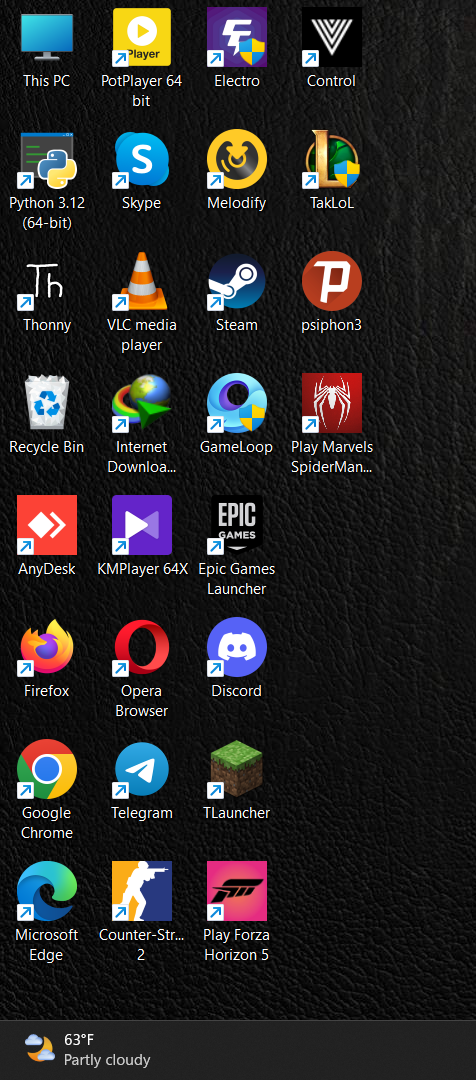 This PC
Player
PotPlayer 64
bit
Electro
Control
Python 3.12
(64-bit)
S
Skype
Melodify
L
TakLoL
Th
Thonny
VLC media
player
Steam
P
psiphon3
Recycle Bin
Internet
Downloa...
GameLoop
Play Marvels
SpiderMan...
AnyDesk
KMPlayer 64X
EPIC
GAMES
Epic Games
Launcher
Firefox
Opera
Browser
Discord
Google
Chrome
Telegram
TLauncher
Microsoft
Edge
Counter-Str...
2
Play Forza
Horizon 5
63°F
Partly cloudy